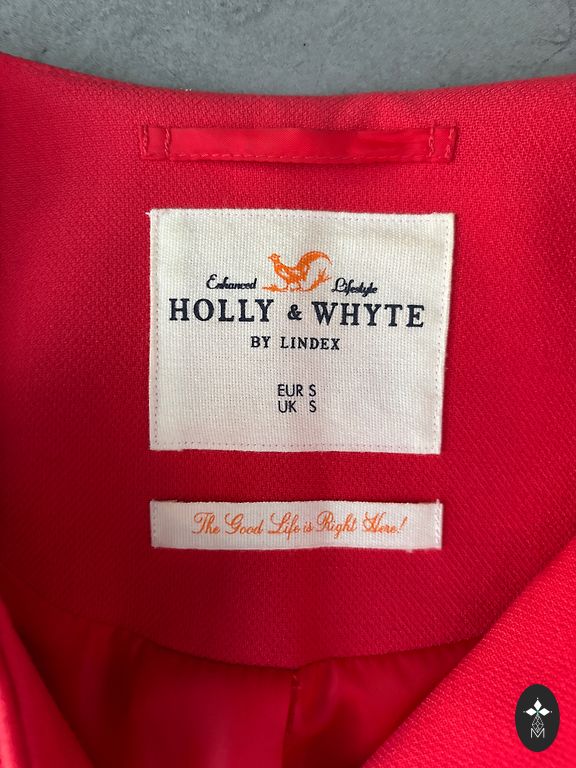 Enhanced Lifestyle
HOLLY & WHYTE
BY LINDEX
EUR S
UK S
The Good Life is Right Here!
M